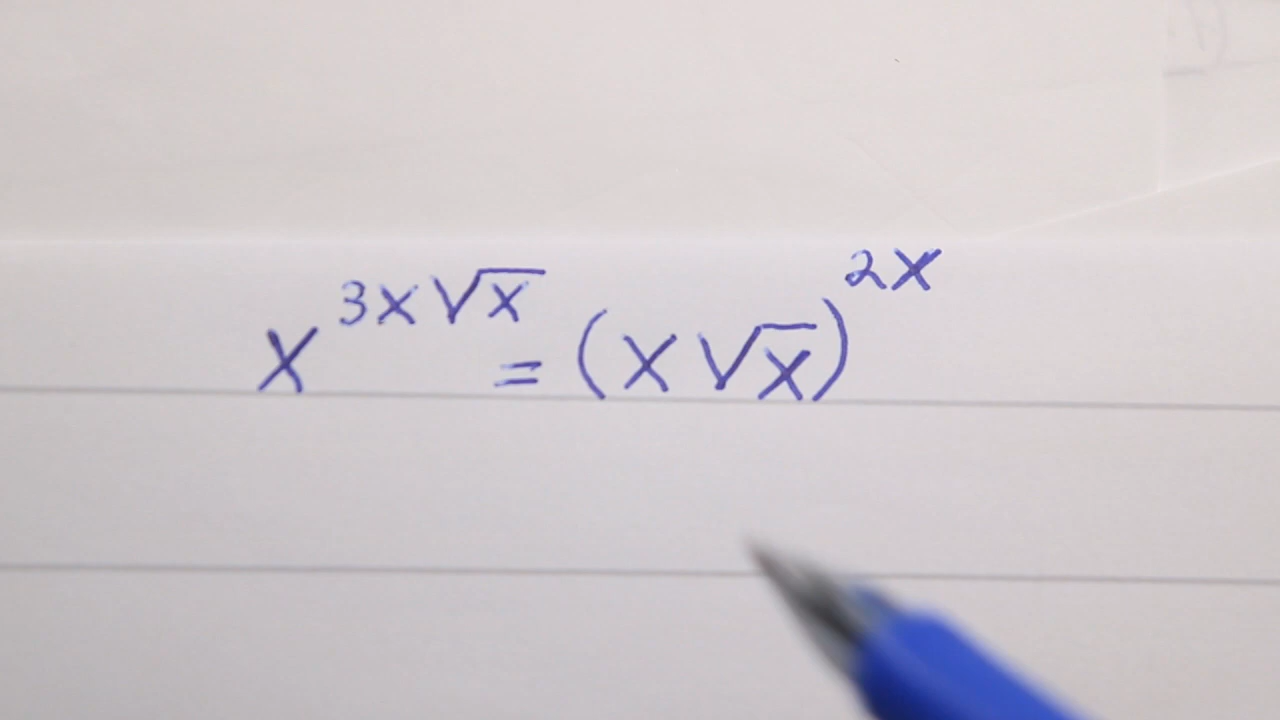 x^{3x√x} = (x√x)^{2x}